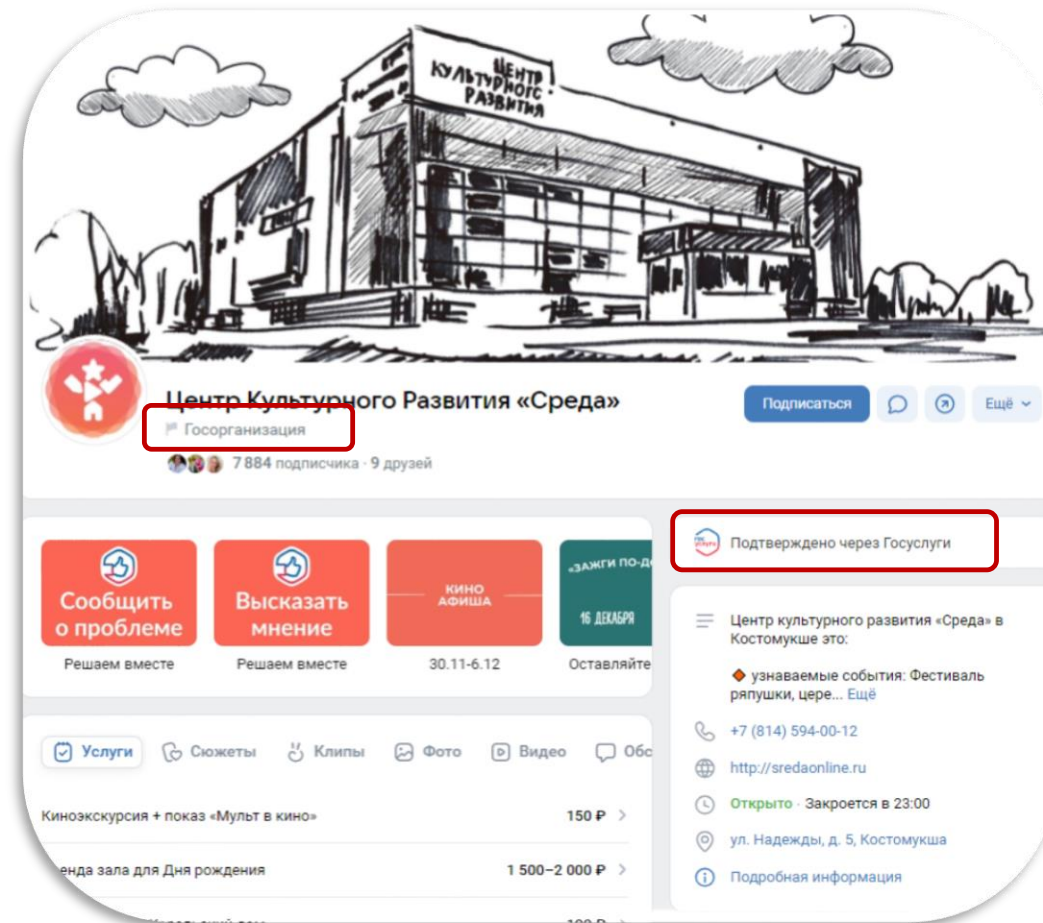 ЦЕНТР
КУЛЬТУРНОГО
РАЗВИТИЯ
Центр Культурного Развития «Среда»
Госорганизация
7 884 подписчика · 9 друзей
Подписаться
Ещё
Сообщить
о проблеме
Решаем вместе
Высказать
мнение
Решаем вместе
КИНО
АФИША
30.11-6.12
«ЗАЖГИ ПО-Д
16 ДЕКАБРЯ
Оставляйте
Подтверждено через Госуслуги
Центр культурного развития «Среда» в
Костомукше это:
узнаваемые события: Фестиваль
ряпушки, цере... Ещё
+7 (814) 594-00-12
http://sredaonline.ru
Открыто · Закроется в 23:00
ул. Надежды, д. 5, Костомукша
Подробная информация
Услуги Сюжеты Клипы Фото Видео Обс
Киноэкскурсия + показ «Мульт в кино» 150 ₽
енда зала для Дня рождения 1 500–2 000 ₽